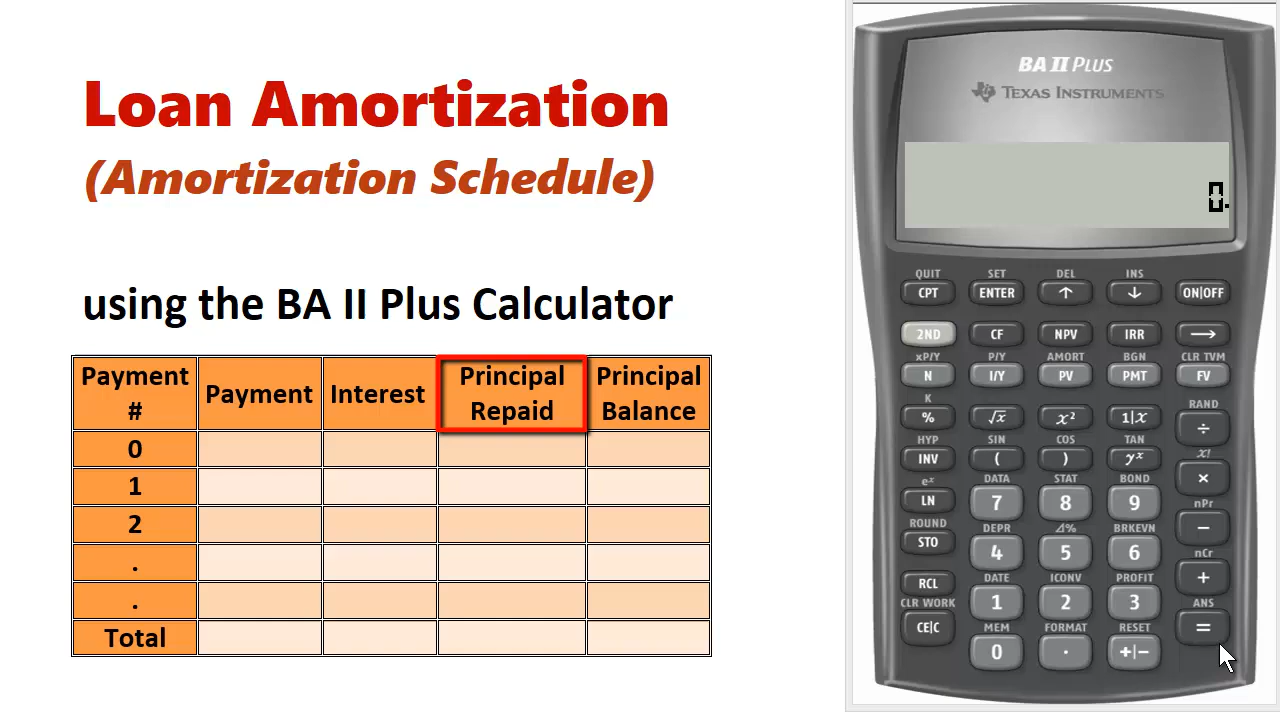 Loan Amortization
(Amortization Schedule)
using the BA II Plus Calculator
Payment # Payment Interest Principal Repaid Principal Balance
0
1
2
.
.
Total
BA II PLUS
TEXAS INSTRUMENTS
0.
QUIT SET DEL INS
CPT ENTER ↑ ↓ ON|OFF
2ND CF NPV IRR →
xP/Y P/Y AMORT BGN CLR TVM
N I/Y PV PMT FV
K RAND
% √x x² 1|x ÷
HYP SIN COS TAN x!
INV ( ) yˣ ×
eˣ DATA STAT BOND nPr
LN 7 8 9 −
ROUND DEPR Δ% BRKEVN nCr
STO 4 5 6 +
DATE ICONV PROFIT ANS
RCL 1 2 3 =
CLR WORK MEM FORMAT RESET
CE|C 0 . +|−